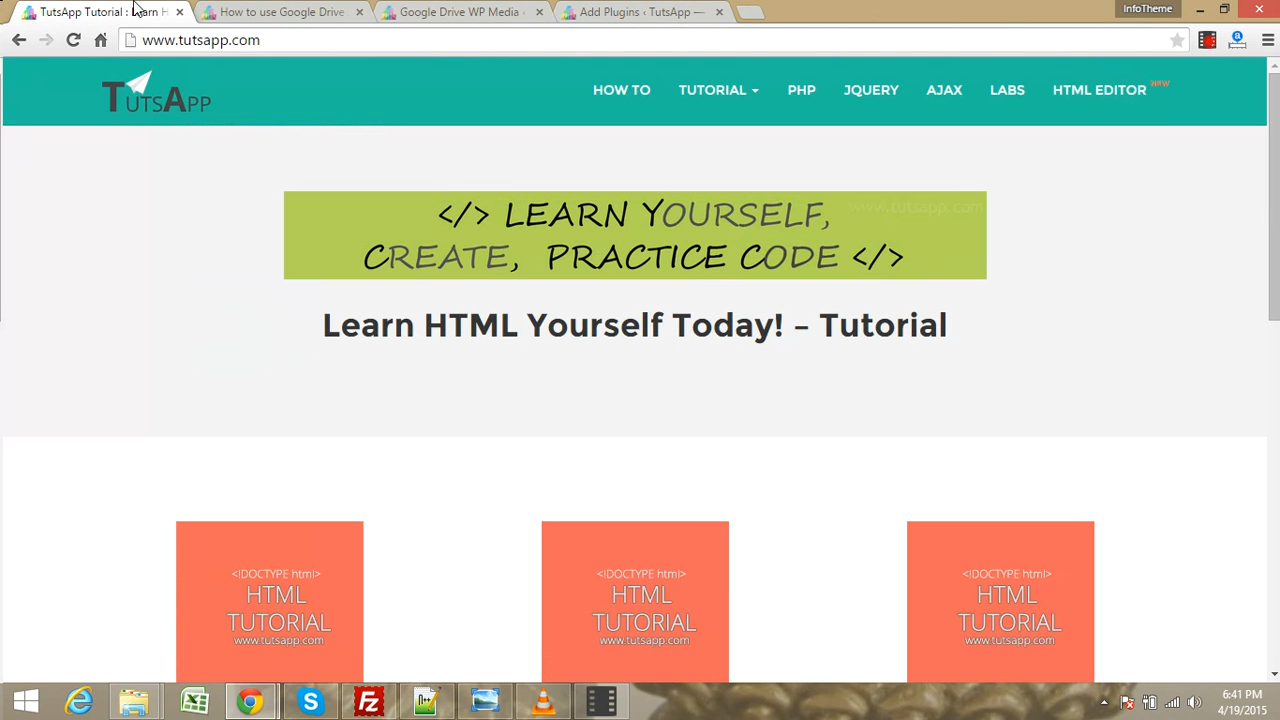 TutsApp Tutorial : Learn H
How to use Google Drive
Google Drive WP Media ‹
Add Plugins ‹ TutsApp —
InfoTheme
www.tutsapp.com
TUTSAPP
HOW TO
TUTORIAL
PHP
JQUERY
AJAX
LABS
HTML EDITOR
NEW
</> LEARN YOURSELF,
www.tutsapp.com
CREATE, PRACTICE CODE </>
Learn HTML Yourself Today! – Tutorial
<!DOCTYPE html>
HTML
TUTORIAL
www.tutsapp.com
<!DOCTYPE html>
HTML
TUTORIAL
www.tutsapp.com
<!DOCTYPE html>
HTML
TUTORIAL
www.tutsapp.com
6:41 PM
4/19/2015